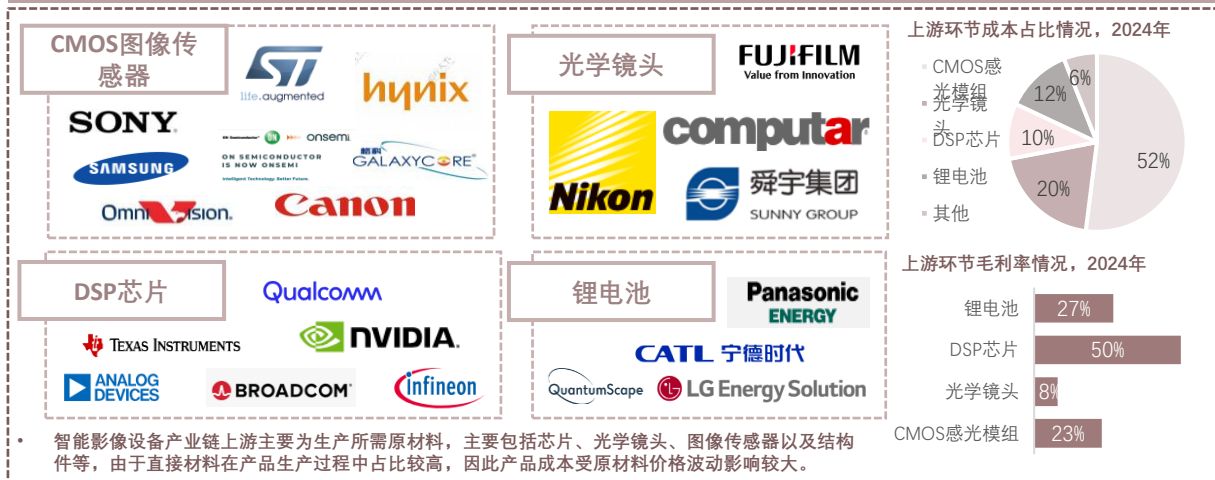 CMOS图像传
感器
ST
life.augmented
hynix
SONY
SAMSUNG
ON
onsemi
ON SEMICONDUCTOR
IS NOW ONSEMI
Intelligent Technology. Better Future.
格科
GALAXYCORE
OmniVision.
Canon
光学镜头
FUJIFILM
Value from Innovation
Nikon
computar
舜宇集团
SUNNY GROUP
上游环节成本占比情况，2024年
CMOS感
光模组
光学镜
头
DSP芯片
锂电池
其他
6%
12%
10%
20%
52%
DSP芯片
Qualcomm
TEXAS INSTRUMENTS
NVIDIA.
ANALOG
DEVICES
BROADCOM
infineon
锂电池
Panasonic
ENERGY
CATL 宁德时代
QuantumScape
LG Energy Solution
上游环节毛利率情况，2024年
锂电池 27%
DSP芯片 50%
光学镜头 8%
CMOS感光模组 23%
• 智能影像设备产业链上游主要为生产所需原材料，主要包括芯片、光学镜头、图像传感器以及结构
件等，由于直接材料在产品生产过程中占比较高，因此产品成本受原材料价格波动影响较大。